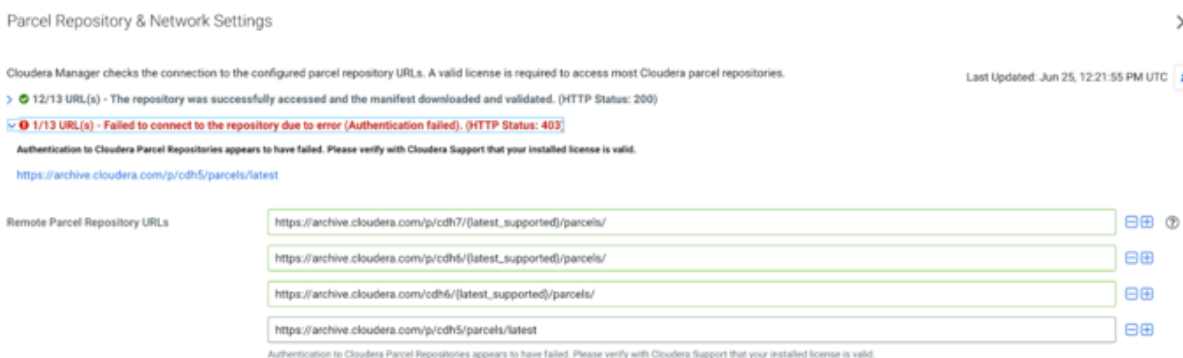 Parcel Repository & Network Settings
Cloudera Manager checks the connection to the configured parcel repository URLs. A valid license is required to access most Cloudera parcel repositories.
Last Updated: Jun 25, 12:21:55 PM UTC
12/13 URL(s) - The repository was successfully accessed and the manifest downloaded and validated. (HTTP Status: 200)
1/13 URL(s) - Failed to connect to the repository due to error (Authentication failed). (HTTP Status: 403)
Authentication to Cloudera Parcel Repositories appears to have failed. Please verify with Cloudera Support that your installed license is valid.
https://archive.cloudera.com/p/cdh5/parcels/latest
Remote Parcel Repository URLs
https://archive.cloudera.com/p/cdh7/{latest_supported}/parcels/
https://archive.cloudera.com/p/cdh6/{latest_supported}/parcels/
https://archive.cloudera.com/cdh6/{latest_supported}/parcels/
https://archive.cloudera.com/p/cdh5/parcels/latest
Authentication to Cloudera Parcel Repositories appears to have failed. Please verify with Cloudera Support that your installed license is valid.